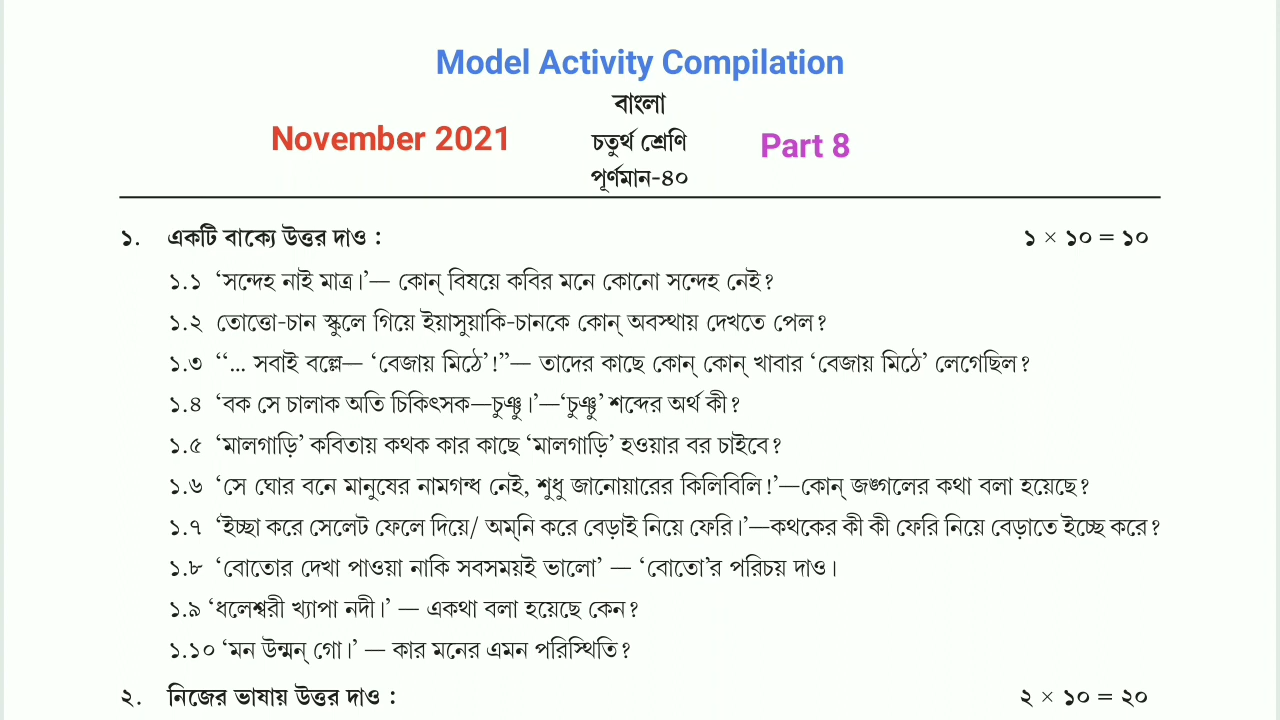 Model Activity Compilation
বাংলা
November 2021 চতুর্থ শ্রেণি Part 8
পূর্ণমান-৪০
১. একটি বাক্যে উত্তর দাও : ১ × ১০ = ১০
১.১ ‘সন্দেহ নাই মাত্র।’— কোন্ বিষয়ে কবির মনে কোনো সন্দেহ নেই?
১.২ তোত্তো-চান স্কুলে গিয়ে ইয়াসুয়াকি-চানকে কোন্ অবস্থায় দেখতে পেল?
১.৩ ‘‘... সবাই বল্লে— ‘বেজায় মিঠে’!”— তাদের কাছে কোন্ কোন্ খাবার ‘বেজায় মিঠে’ লেগেছিল?
১.৪ ‘বক সে চালাক অতি চিকিৎসক—চুঞ্চু।’—‘চুঞ্চু’ শব্দের অর্থ কী?
১.৫ ‘মালগাড়ি’ কবিতায় কথক কার কাছে ‘মালগাড়ি’ হওয়ার বর চাইবে?
১.৬ ‘সে ঘোর বনে মানুষের নামগন্ধ নেই, শুধু জানোয়ারের কিলিবিলি!’—কোন্ জঙ্গলের কথা বলা হয়েছে?
১.৭ ‘ইচ্ছা করে সেলেট ফেলে দিয়ে/ অম্‌নি করে বেড়াই নিয়ে ফেরি।’—কথকের কী কী ফেরি নিয়ে বেড়াতে ইচ্ছে করে?
১.৮ ‘বোতোর দেখা পাওয়া নাকি সবসময়ই ভালো’ — ‘বোতো’র পরিচয় দাও।
১.৯ ‘ধলেশ্বরী খ্যাপা নদী।’ — একথা বলা হয়েছে কেন?
১.১০ ‘মন উন্মন্ গো।’ — কার মনের এমন পরিস্থিতি?
২. নিজের ভাষায় উত্তর দাও : ২ × ১০ = ২০